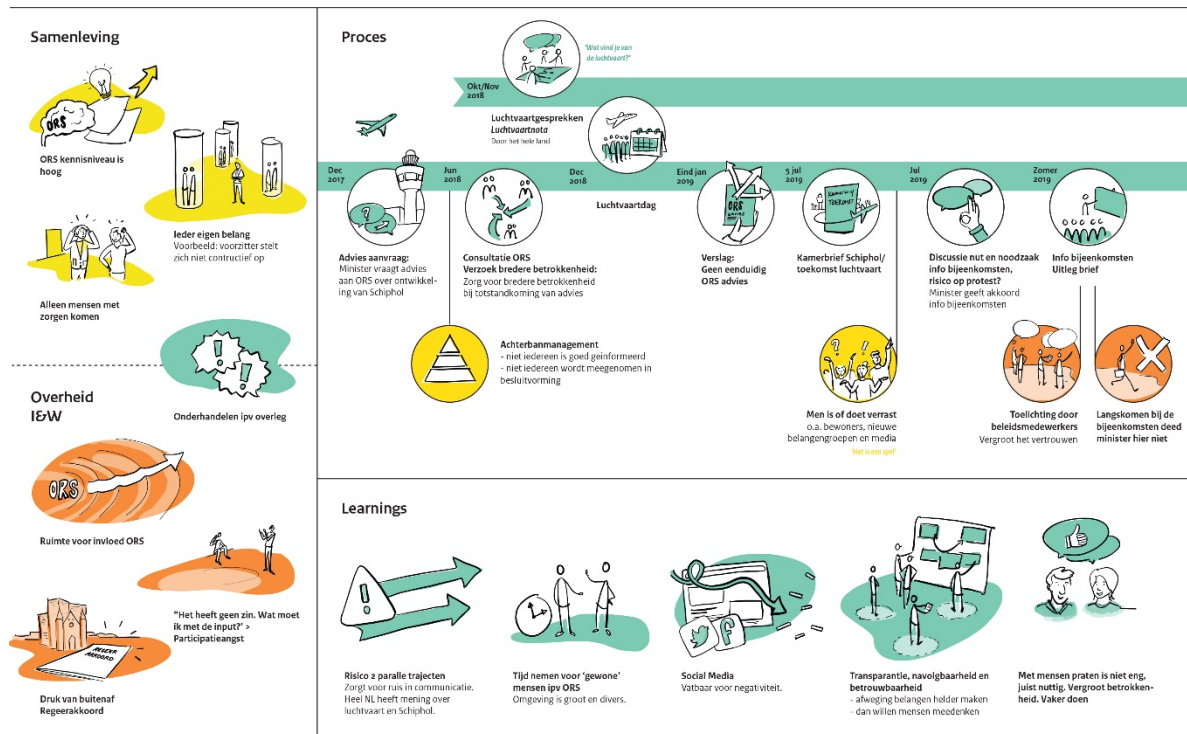 Samenleving
ORS
ORS kennisniveau is
hoog
Ieder eigen belang
Voorbeeld: voorzitter stelt
zich niet contructief op
Alleen mensen met
zorgen komen
Onderhandelen ipv overleg
Overheid
I&W
ORS
Ruimte voor invloed ORS
"Het heeft geen zin. Wat moet
ik met de input?' >
Participatieangst
REGEER
AKKOORD
Druk van buitenaf
Regeerakkoord
Proces
'Wat vind je van
de luchtvaart?'
Okt/Nov
2018
Luchtvaartgesprekken
Luchtvaartnota
Door het hele land
Dec
2017
Jun
2018
Dec
2018
Eind jan
2019
5 jul
2019
Jul
2019
Zomer
2019
Luchtvaartdag
ORS
Kamerbrief
TOEKOMST
Advies aanvraag:
Minister vraagt advies
aan ORS over ontwikkel-
ling van Schiphol
Consultatie ORS
Verzoek bredere betrokkenheid:
Zorg voor bredere betrokkenheid
bij totstandkoming van advies
Verslag:
Geen eenduidig
ORS advies
Kamerbrief Schiphol/
toekomst luchtvaart
Discussie nut en noodzaak
info bijeenkomsten,
risico op protest?
Minister geeft akkoord
info bijeenkomsten
Info bijeenkomsten
Uitleg brief
Achterbanmanagement
- niet iedereen is goed geinformeerd
- niet iedereen wordt meegenomen in
besluitvorming
Men is of doet verrast
o.a. bewoners, nieuwe
belangengroepen en media
'Het is een spel'
Toelichting door
beleidsmedewerkers
Vergroot het vertrouwen
Langskomen bij de
bijeenkomsten deed
minister hier niet
Learnings
Risico 2 paralle trajecten
Zorgt voor ruis in communicatie.
Heel NL heeft mening over
luchtvaart en Schiphol.
Tijd nemen voor 'gewone'
mensen ipv ORS
Omgeving is groot en divers.
Social Media
Vatbaar voor negativiteit.
Transparantie, navolgbaarheid en
betrouwbaarheid
- afweging belangen helder maken
- dan willen mensen meedenken
Met mensen praten is niet eng,
juist nuttig. Vergroot betrokken-
heid. Vaker doen